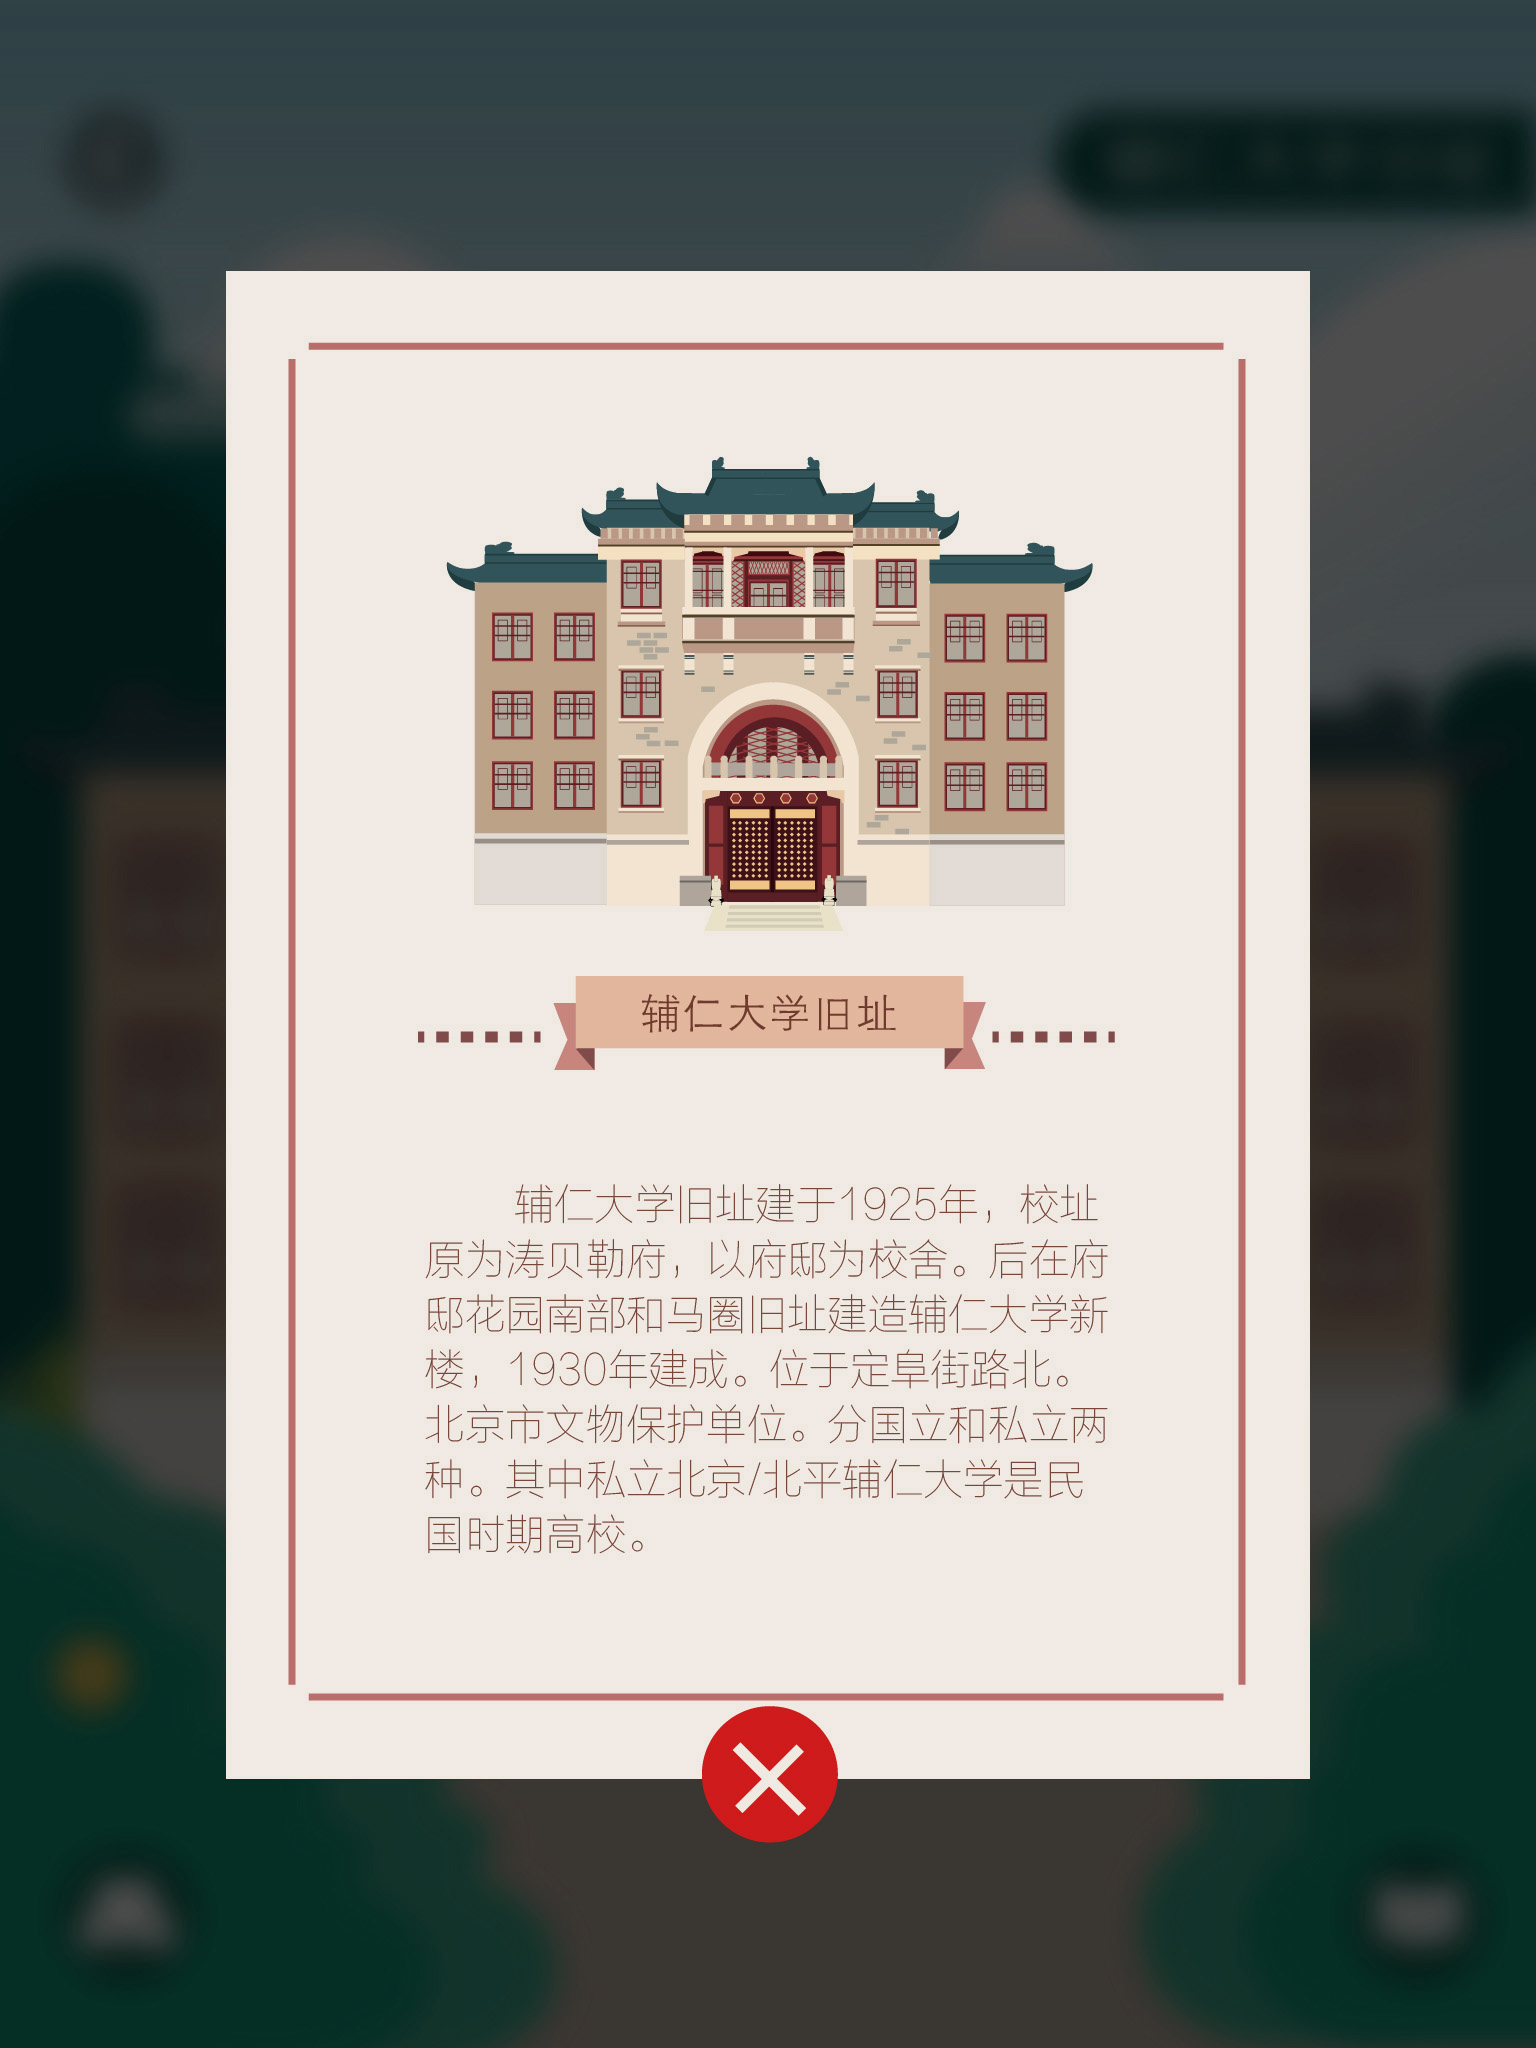 辅仁大学旧址
辅仁大学旧址建于1925年，校址
原为涛贝勒府，以府邸为校舍。后在府
邸花园南部和马圈旧址建造辅仁大学新
楼，1930年建成。位于定阜街路北。
北京市文物保护单位。分国立和私立两
种。其中私立北京/北平辅仁大学是民
国时期高校。